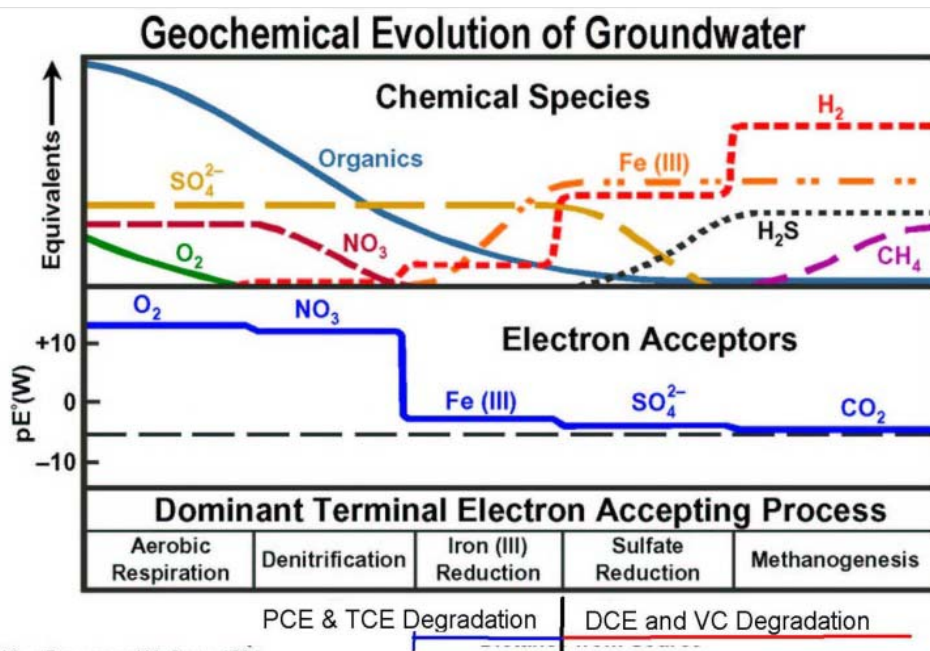 Geochemical Evolution of Groundwater
Chemical Species
Equivalents
Organics
SO₄²⁻
NO₃
O₂
Fe (III)
H₂
H₂S
CH₄
Electron Acceptors
pE°(W)
+10
0
−10
O₂
NO₃
Fe (III)
SO₄²⁻
CO₂
Dominant Terminal Electron Accepting Process
Aerobic
Respiration
Denitrification
Iron (III)
Reduction
Sulfate
Reduction
Methanogenesis
PCE & TCE Degradation
DCE and VC Degradation